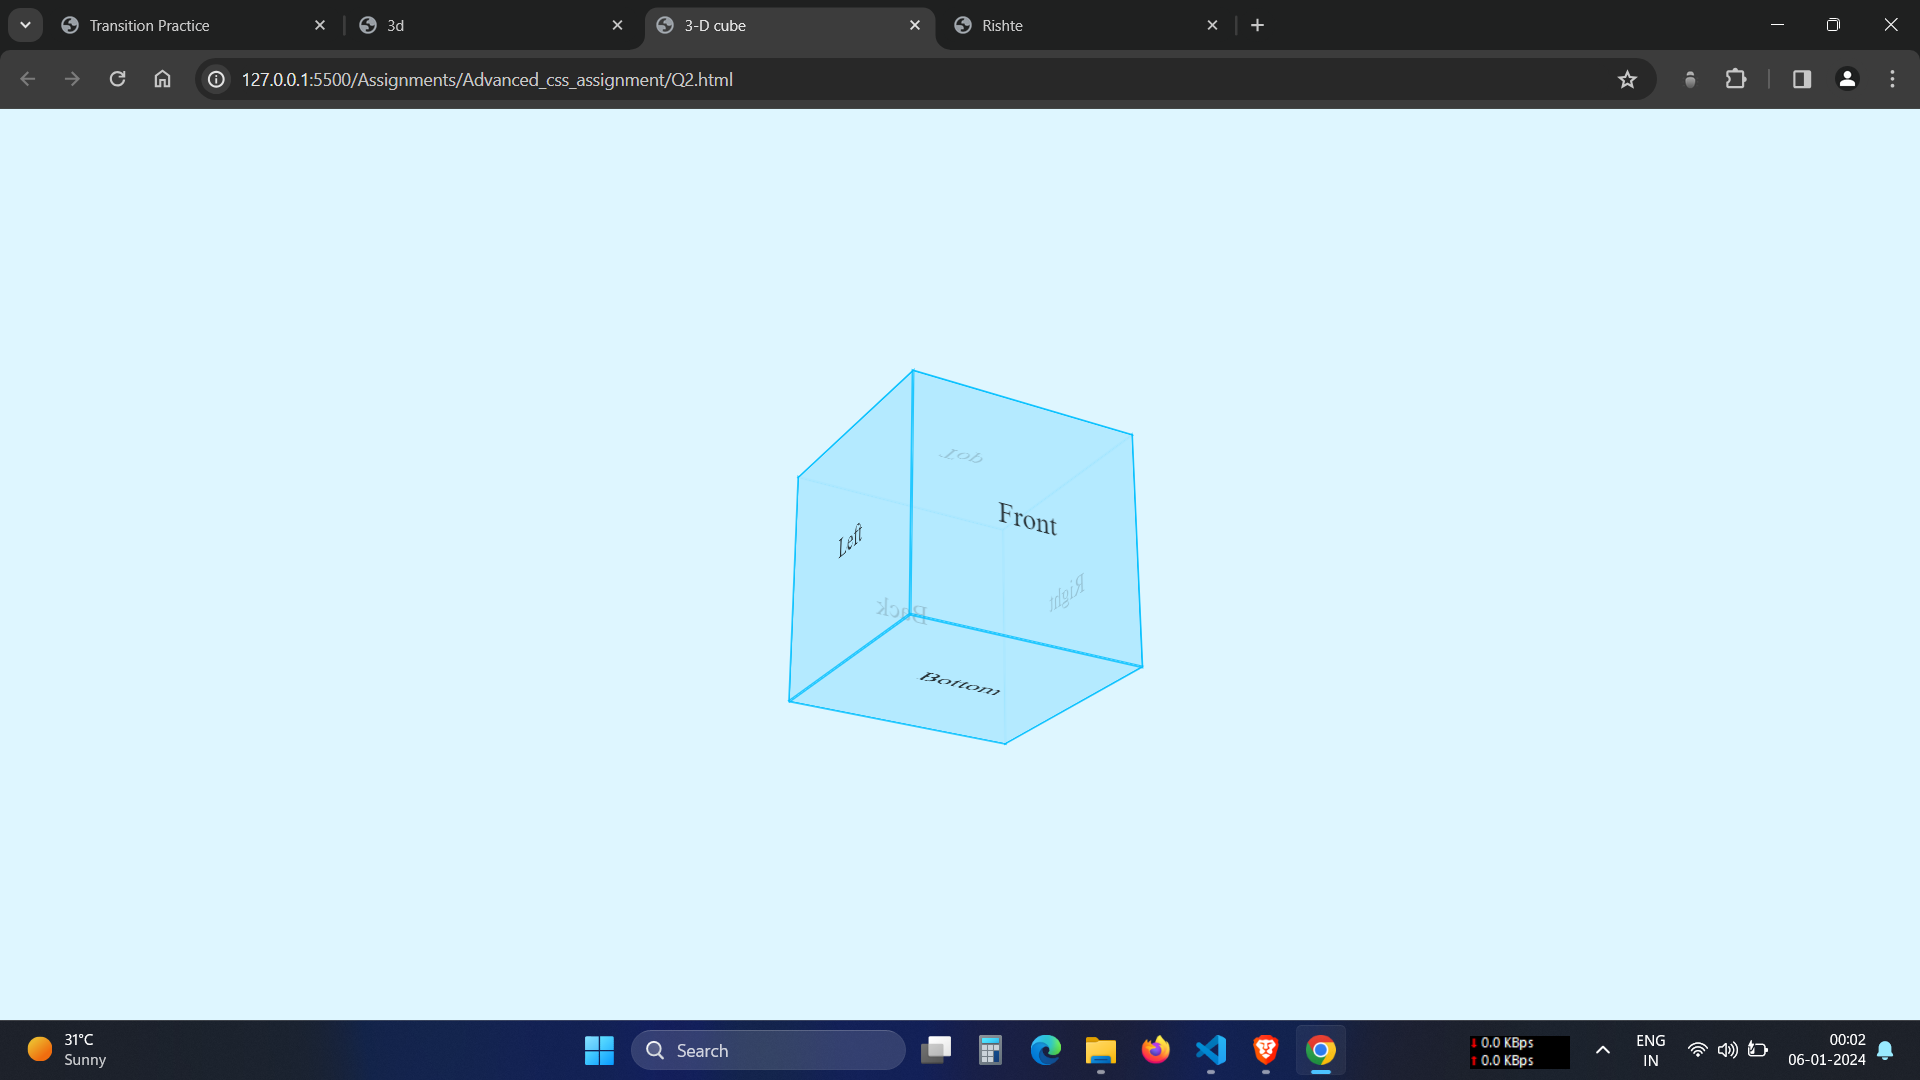 Transition Practice
3d
3-D cube
Rishte
127.0.0.1:5500/Assignments/Advanced_css_assignment/Q2.html
Top
Front
Left
Right
Back
Bottom
31°C
Sunny
Search
0.0 KBps
0.0 KBps
ENG
IN
00:02
06-01-2024